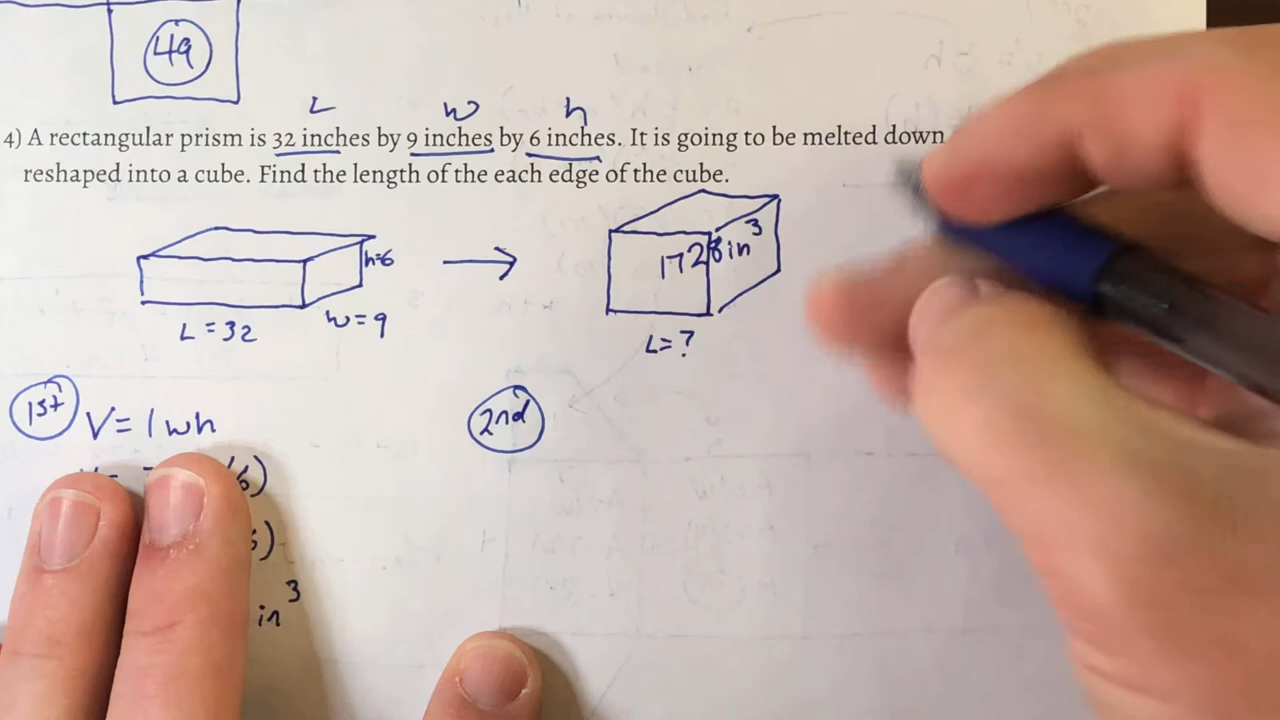 49
L w h
4) A rectangular prism is 32 inches by 9 inches by 6 inches. It is going to be melted down
reshaped into a cube. Find the length of the each edge of the cube.
h=6
1728in³
L=32
w=9
L=?
1st
V=lwh
2nd
6)
in³